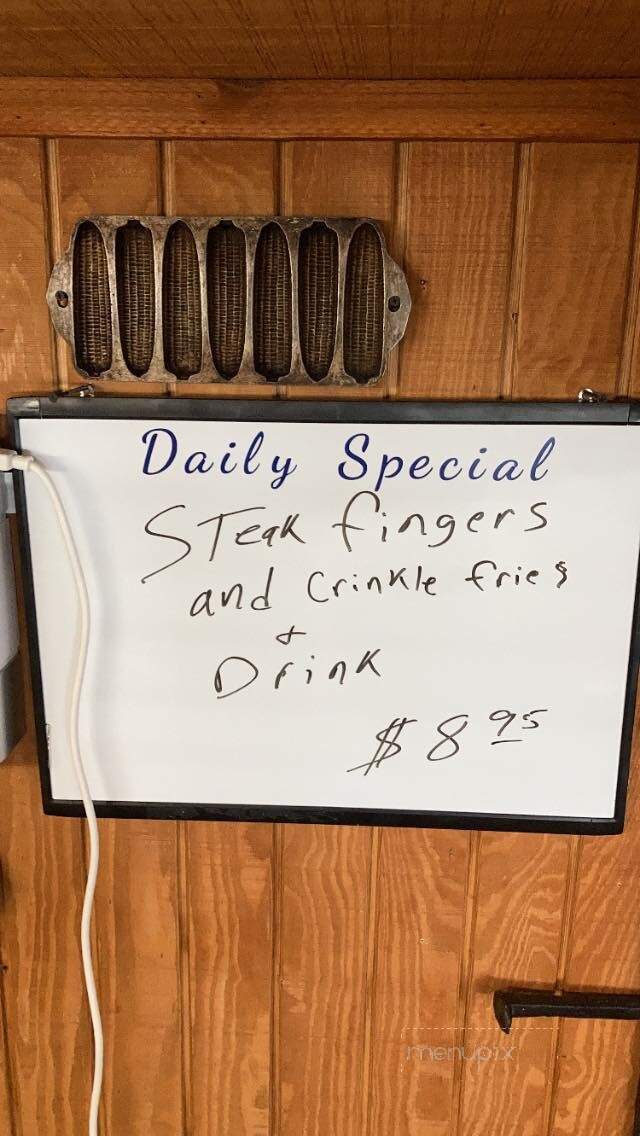 Daily Special
Steak fingers
and Crinkle fries
+
Drink
$8.95
menupix